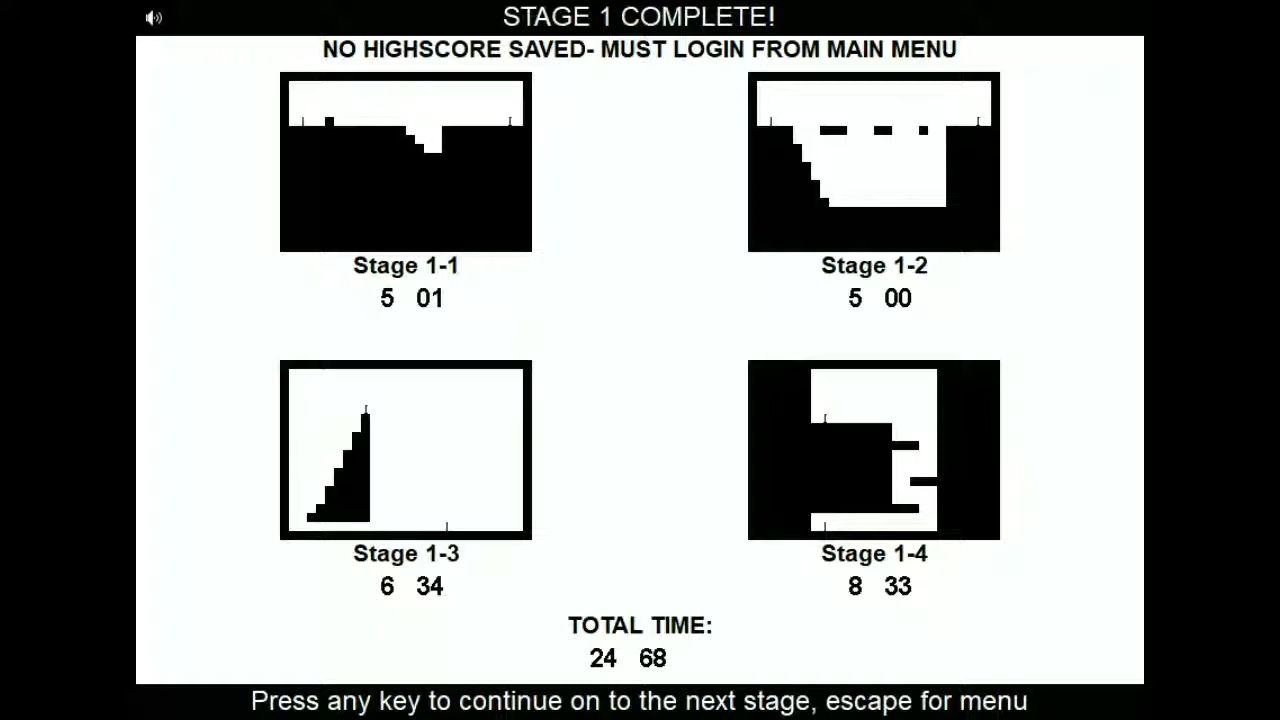 STAGE 1 COMPLETE!
NO HIGHSCORE SAVED- MUST LOGIN FROM MAIN MENU
Stage 1-1
5 01
Stage 1-2
5 00
Stage 1-3
6 34
Stage 1-4
8 33
TOTAL TIME:
24 68
Press any key to continue on to the next stage, escape for menu